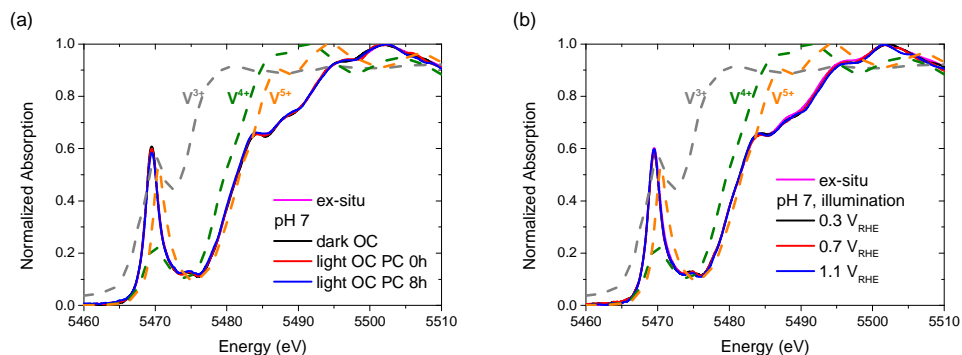 (a)
1.0
0.8
0.6
0.4
0.2
0.0
Normalized Absorption
5460 5470 5480 5490 5500 5510
Energy (eV)
V³⁺
V⁴⁺
V⁵⁺
ex-situ
pH 7
dark OC
light OC PC 0h
light OC PC 8h
(b)
1.0
0.8
0.6
0.4
0.2
0.0
Normalized Absorption
5460 5470 5480 5490 5500 5510
Energy (eV)
V³⁺
V⁴⁺
V⁵⁺
ex-situ
pH 7, illumination
0.3 V_RHE
0.7 V_RHE
1.1 V_RHE